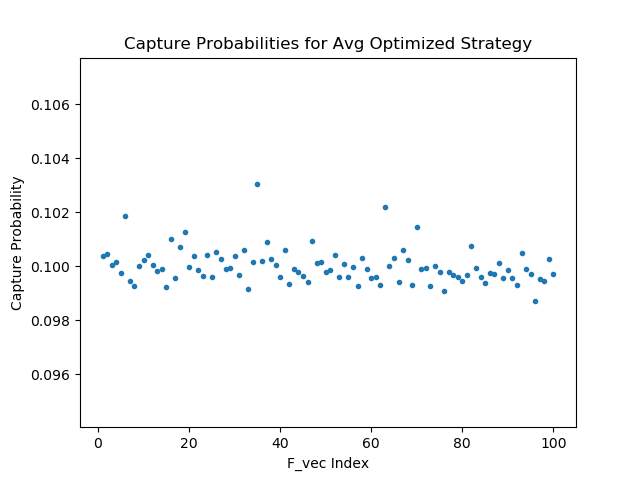 Capture Probabilities for Avg Optimized Strategy
0.106
0.104
0.102
0.100
0.098
0.096
Capture Probability
0 20 40 60 80 100
F_vec Index